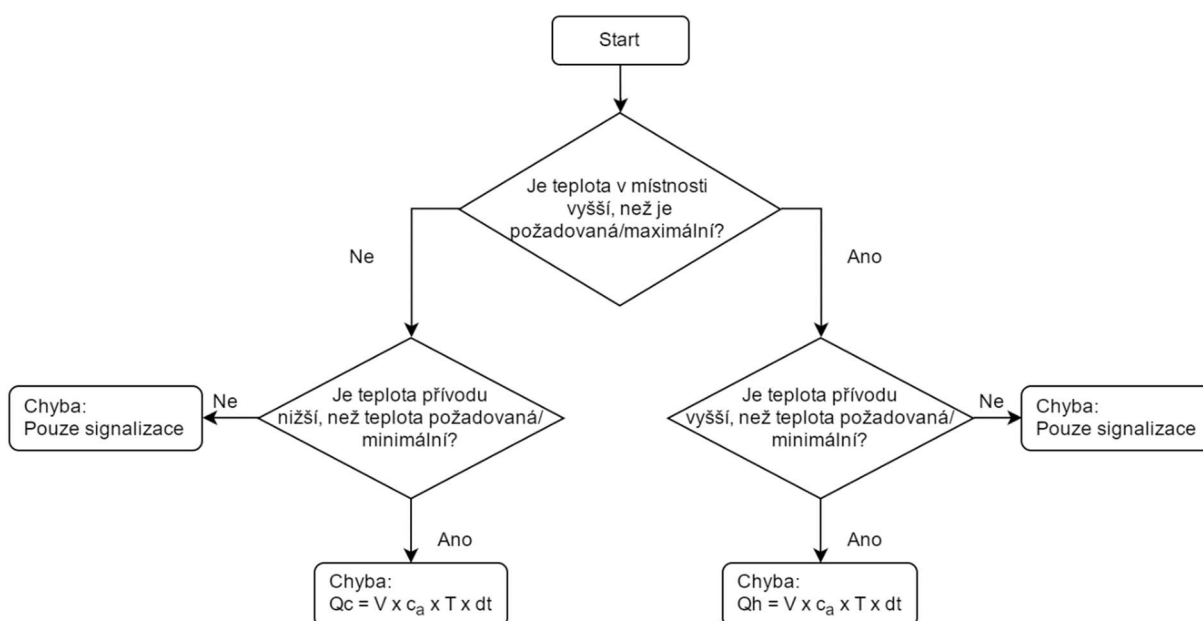 Start
Je teplota v místnosti
vyšší, než je
požadovaná/maximální?
Ne
Ano
Je teplota přívodu
nižší, než teplota požadovaná/
minimální?
Je teplota přívodu
vyšší, než teplota požadovaná/
minimální?
Ne
Chyba:
Pouze signalizace
Ne
Chyba:
Pouze signalizace
Ano
Ano
Chyba:
Qc = V x cₐ x T x dt
Chyba:
Qh = V x cₐ x T x dt